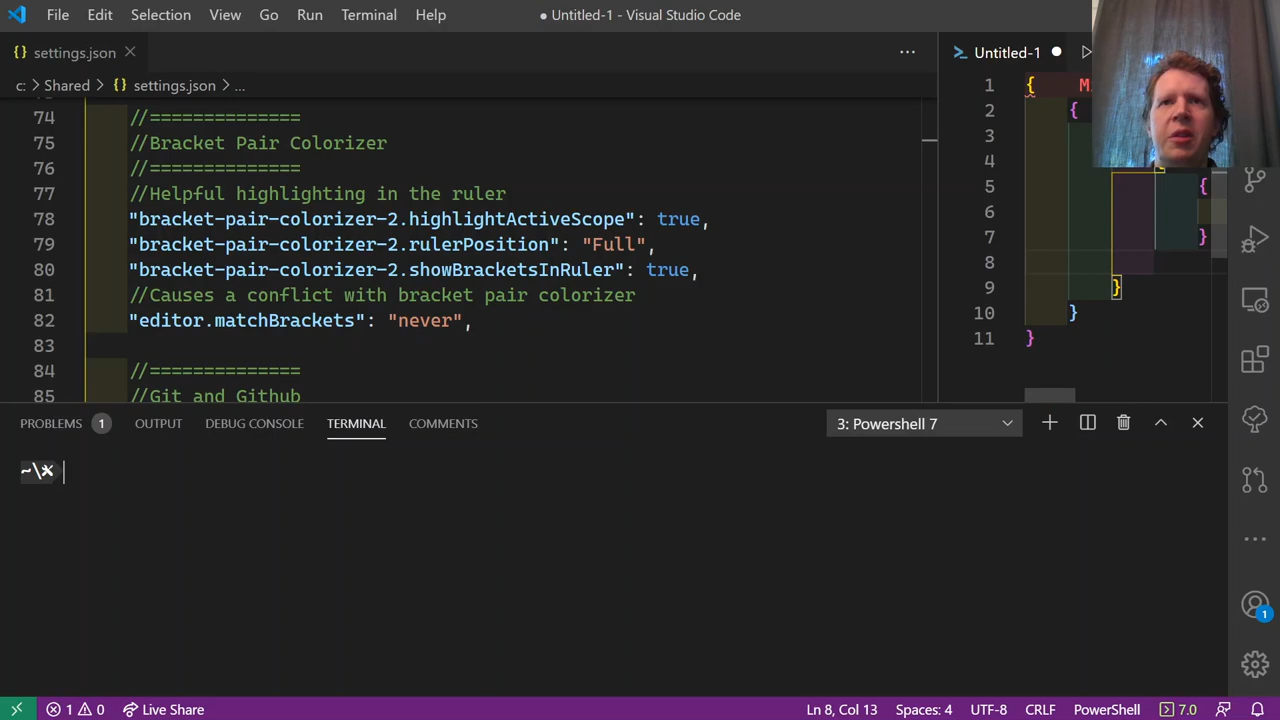 File Edit Selection View Go Run Terminal Help ● Untitled-1 - Visual Studio Code
{} settings.json ×
Untitled-1
c: > Shared > {} settings.json > ...
74 //==============
75 //Bracket Pair Colorizer
76 //==============
77 //Helpful highlighting in the ruler
78 "bracket-pair-colorizer-2.highlightActiveScope": true,
79 "bracket-pair-colorizer-2.rulerPosition": "Full",
80 "bracket-pair-colorizer-2.showBracketsInRuler": true,
81 //Causes a conflict with bracket pair colorizer
82 "editor.matchBrackets": "never",
83
84 //==============
85 //Git and Github
1 {
2 {
3
4
5 {
6
7 }
8
9 }
10 }
11 }
PROBLEMS 1 OUTPUT DEBUG CONSOLE TERMINAL COMMENTS 3: Powershell 7
~\
1
1 0 Live Share Ln 8, Col 13 Spaces: 4 UTF-8 CRLF PowerShell 7.0